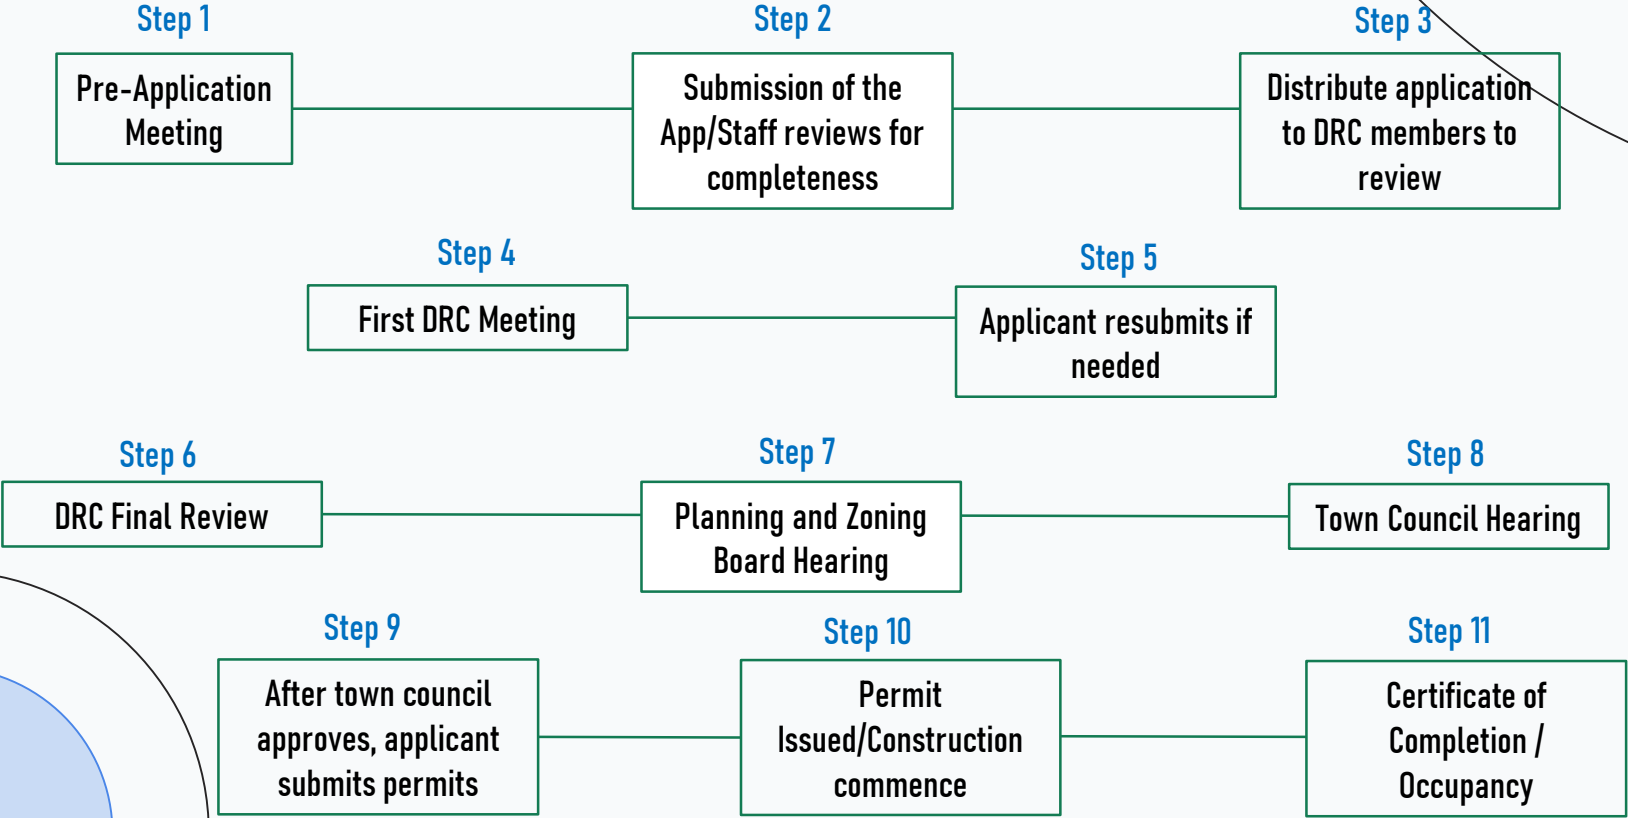 Step 1
Pre-Application
Meeting
Step 2
Submission of the
App/Staff reviews for
completeness
Step 3
Distribute application
to DRC members to
review
Step 4
First DRC Meeting
Step 5
Applicant resubmits if
needed
Step 6
DRC Final Review
Step 7
Planning and Zoning
Board Hearing
Step 8
Town Council Hearing
Step 9
After town council
approves, applicant
submits permits
Step 10
Permit
Issued/Construction
commence
Step 11
Certificate of
Completion /
Occupancy